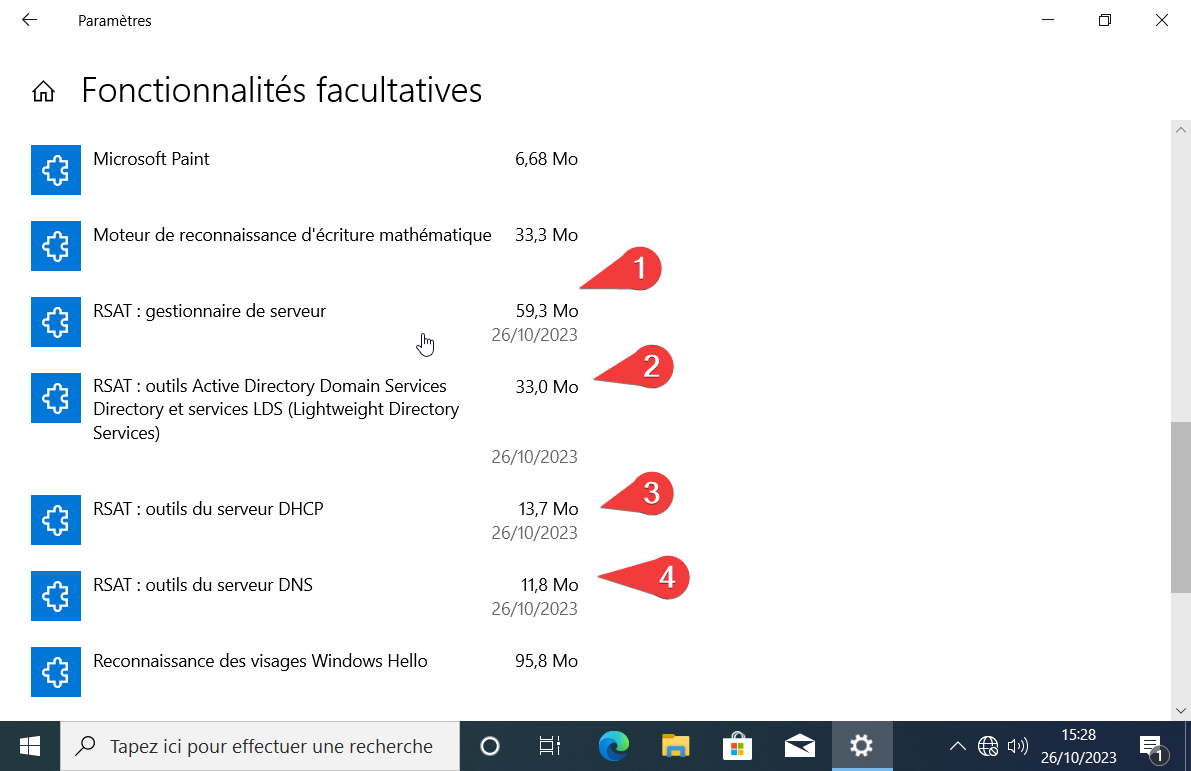 Paramètres
Fonctionnalités facultatives
Microsoft Paint 6,68 Mo
Moteur de reconnaissance d'écriture mathématique 33,3 Mo
1
RSAT : gestionnaire de serveur 59,3 Mo
26/10/2023
2
RSAT : outils Active Directory Domain Services 33,0 Mo
Directory et services LDS (Lightweight Directory
Services)
26/10/2023
3
RSAT : outils du serveur DHCP 13,7 Mo
26/10/2023
4
RSAT : outils du serveur DNS 11,8 Mo
26/10/2023
Reconnaissance des visages Windows Hello 95,8 Mo
Tapez ici pour effectuer une recherche
15:28
26/10/2023
1